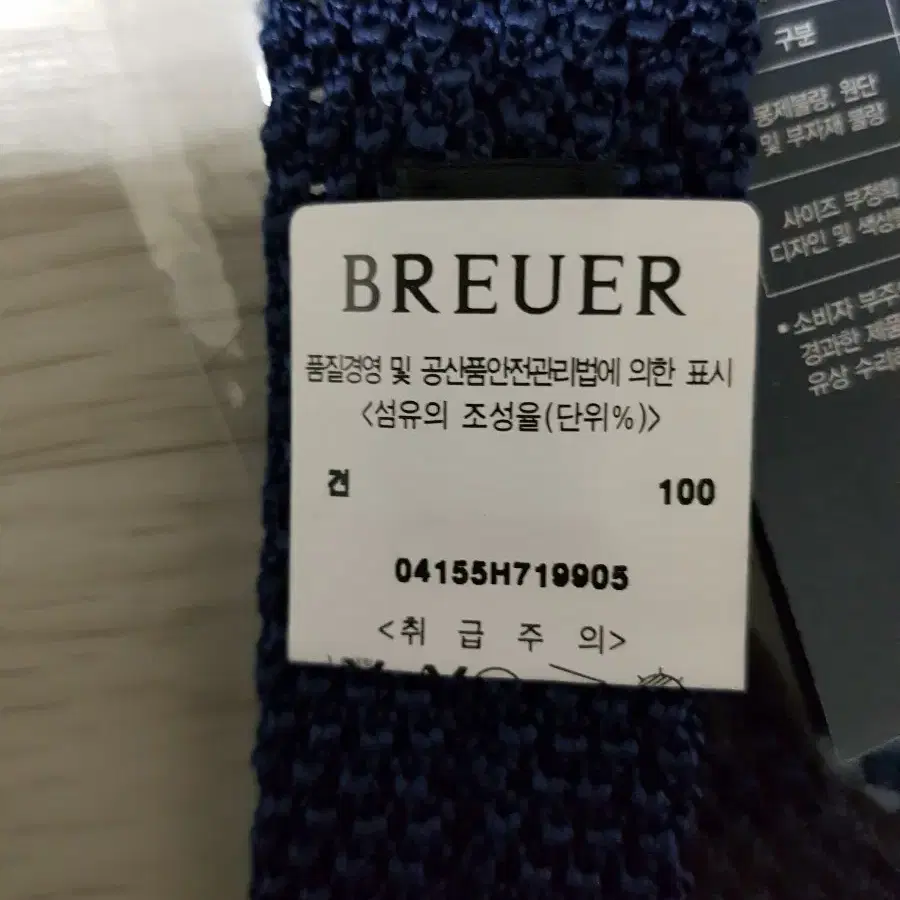 BREUER
품질경영 및 공산품안전관리법에 의한 표시
<섬유의 조성율(단위%)>
견 100
04155H719905
<취 급 주 의>
구분
봉제불량, 원단
및 부자재 불량
사이즈 부정확
디자인 및 색상
• 소비자 부주의
경과한 제품
유상 수리